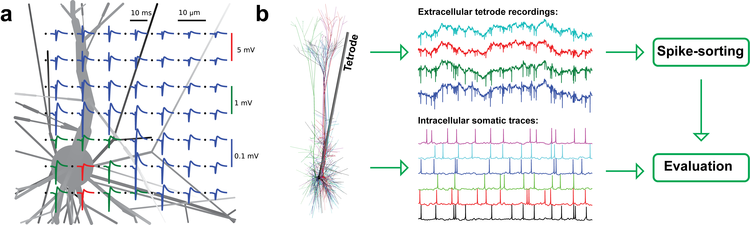 a
10 ms
10 µm
5 mV
1 mV
0.1 mV
b
Tetrode
Extracellular tetrode recordings:
Intracellular somatic traces:
Spike-sorting
Evaluation